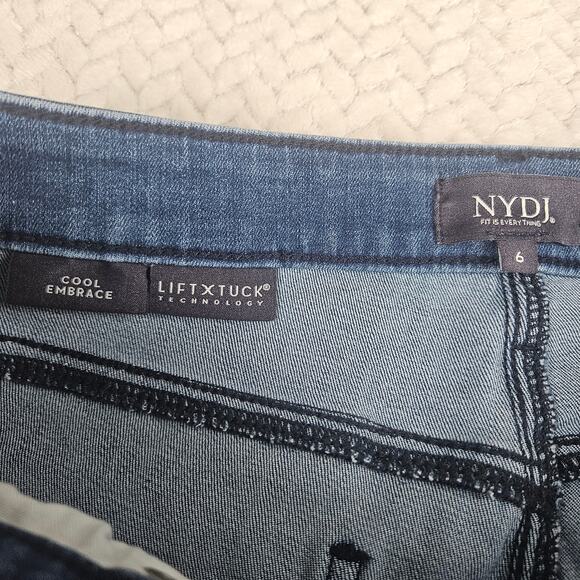 NYDJ®
FIT IS EVERYTHING
6
COOL
EMBRACE
LIFTXTUCK®
TECHNOLOGY